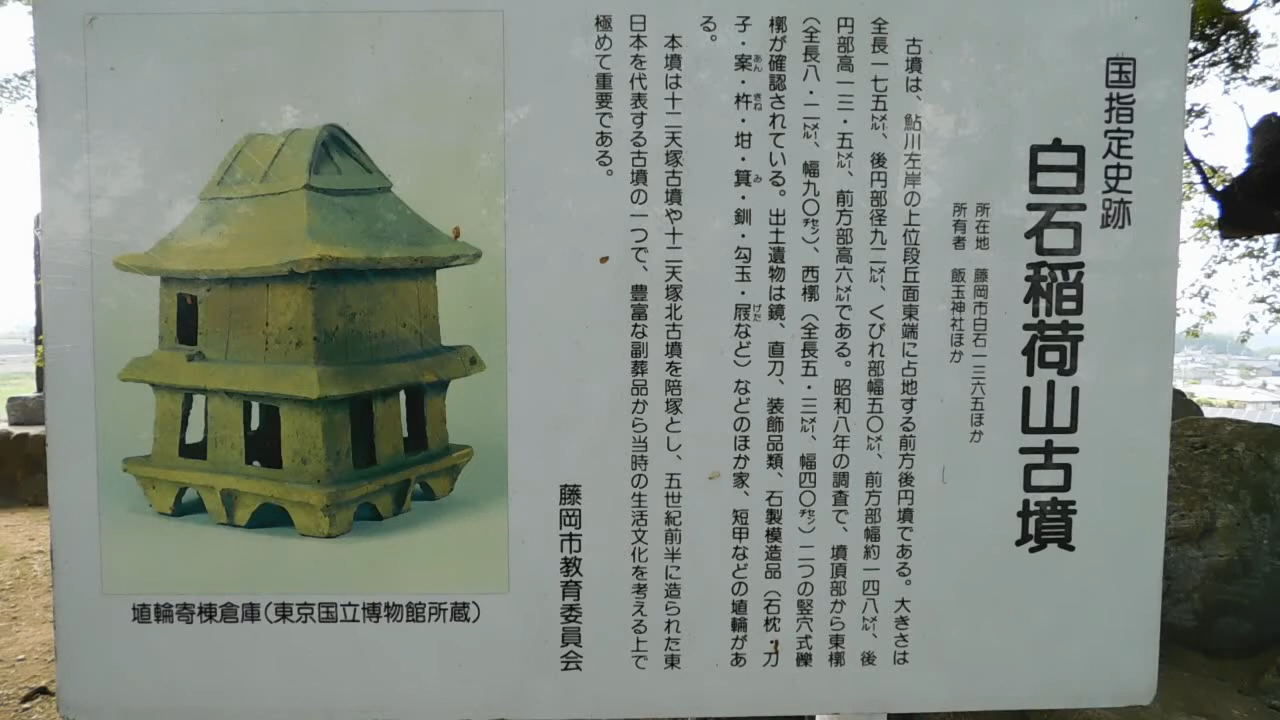 国指定史跡
白石稲荷山古墳
所在地　藤岡市白石一三六五ほか
所有者　飯玉神社ほか
古墳は、鮎川左岸の上位段丘面東端に占地する前方後円墳である。大きさは
全長一七五㍍、後円部径九二㍍、くびれ部幅五〇㍍、前方部幅約一四八㍍、後
円部高一三・五㍍、前方部高六㍍である。昭和八年の調査で、墳頂部から東槨
（全長八・二㍍、幅九〇㌢）、西槨（全長五・三㍍、幅四〇㌢）二つの竪穴式礫
槨が確認されている。出土遺物は鏡、直刀、装飾品類、石製模造品（石枕・刀
子・案あん・杵きね・坩・箕み・釧・勾玉・屐げたなど）などのほか家、短甲などの埴輪があ
る。
本墳は十二天塚古墳や十二天塚北古墳を陪塚とし、五世紀前半に造られた東
日本を代表する古墳の一つで、豊富な副葬品から当時の生活文化を考える上で
極めて重要である。
藤岡市教育委員会
埴輪寄棟倉庫（東京国立博物館所蔵）